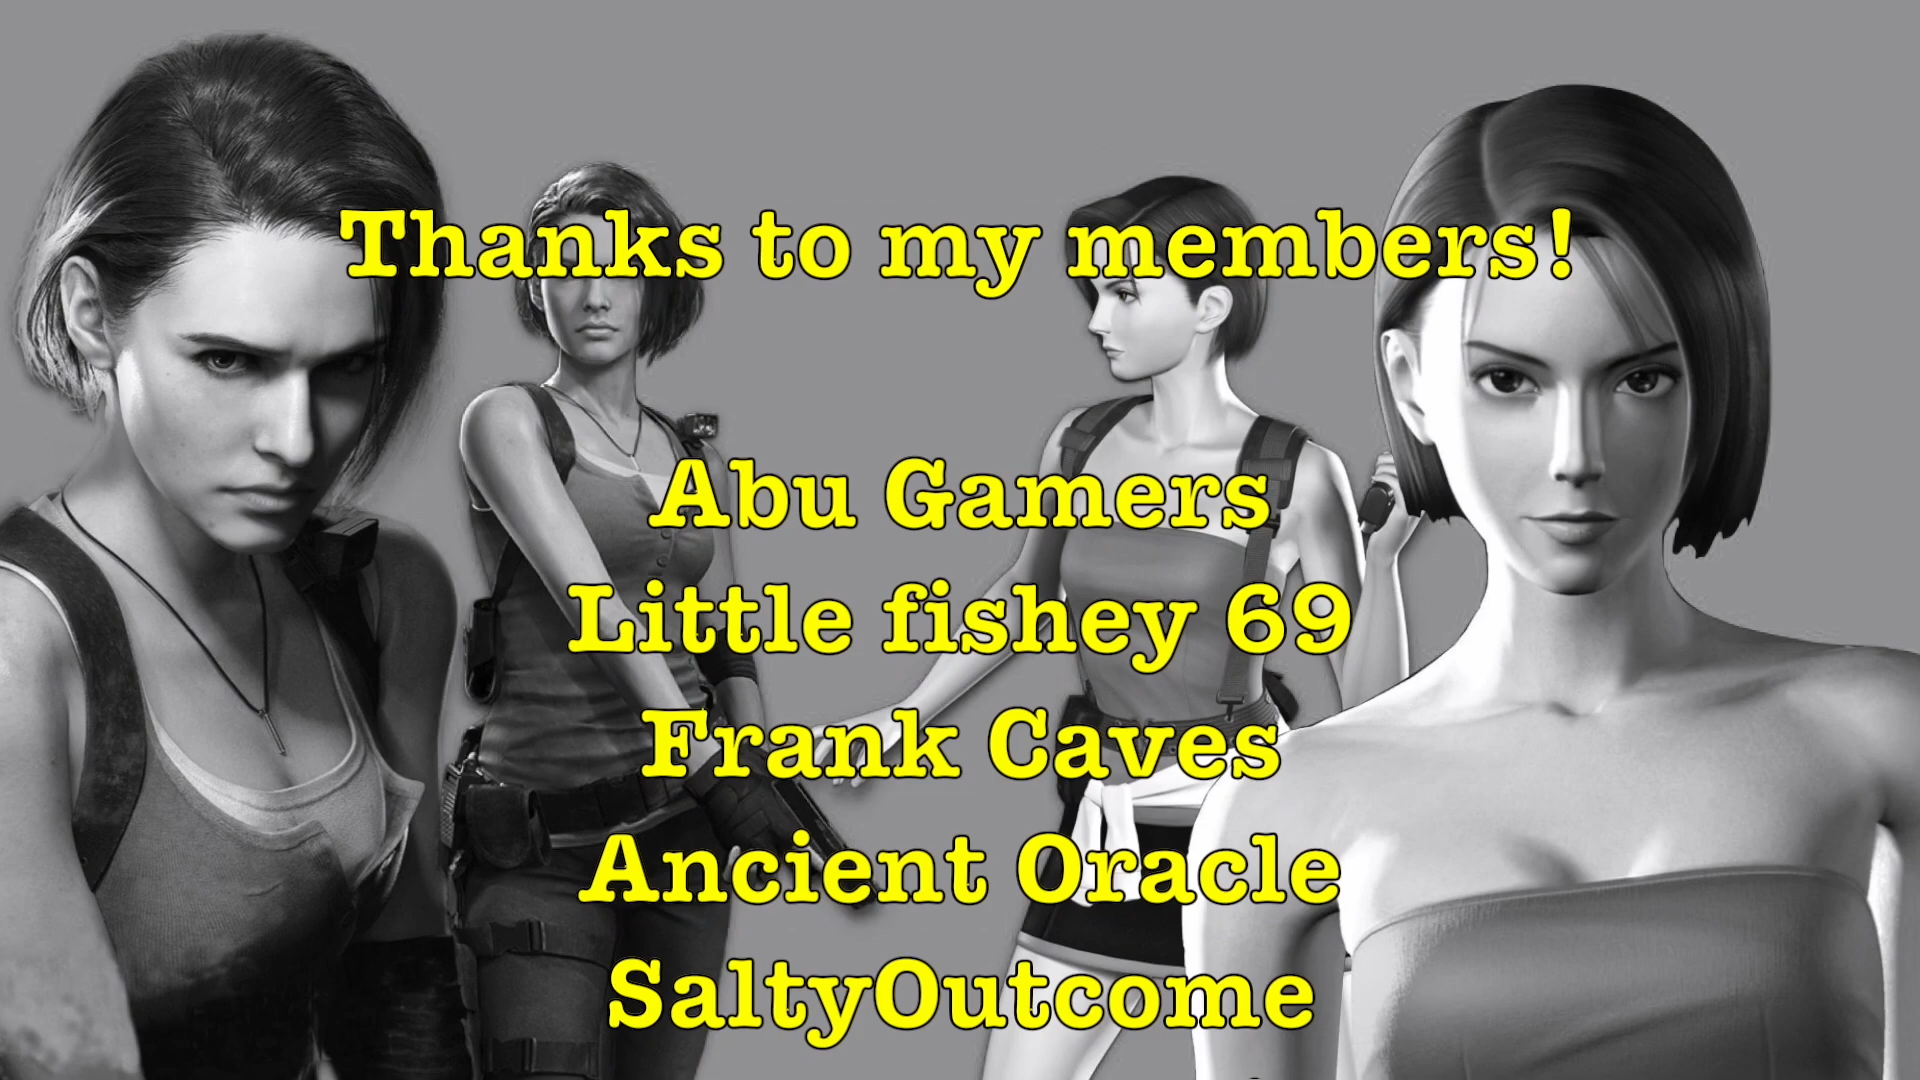 Thanks to my members!
Abu Gamers
Little fishey 69
Frank Caves
Ancient Oracle
SaltyOutcome